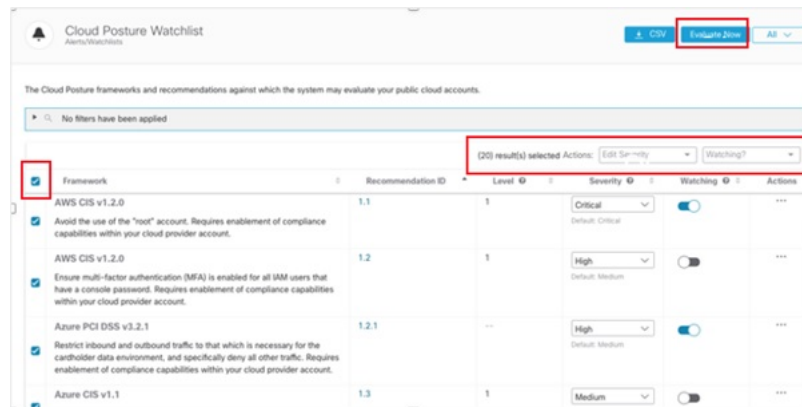 Cloud Posture Watchlist
Alerts/Watchlists
CSV
Evaluate Now
All
The Cloud Posture frameworks and recommendations against which the system may evaluate your public cloud accounts.
No filters have been applied
(20) result(s) selected Actions: Edit Severity Watching?
Framework Recommendation ID Level Severity Watching Actions
AWS CIS v1.2.0 1.1 1 Critical
Avoid the use of the "root" account. Requires enablement of compliance
capabilities within your cloud provider account.
Default: Critical
AWS CIS v1.2.0 1.2 1 High
Ensure multi-factor authentication (MFA) is enabled for all IAM users that
have a console password. Requires enablement of compliance capabilities
within your cloud provider account.
Default: Medium
Azure PCI DSS v3.2.1 1.2.1 --- High
Restrict inbound and outbound traffic to that which is necessary for the
cardholder data environment, and specifically deny all other traffic. Requires
enablement of compliance capabilities within your cloud provider account.
Default: Medium
Azure CIS v1.1 1.3 1 Medium